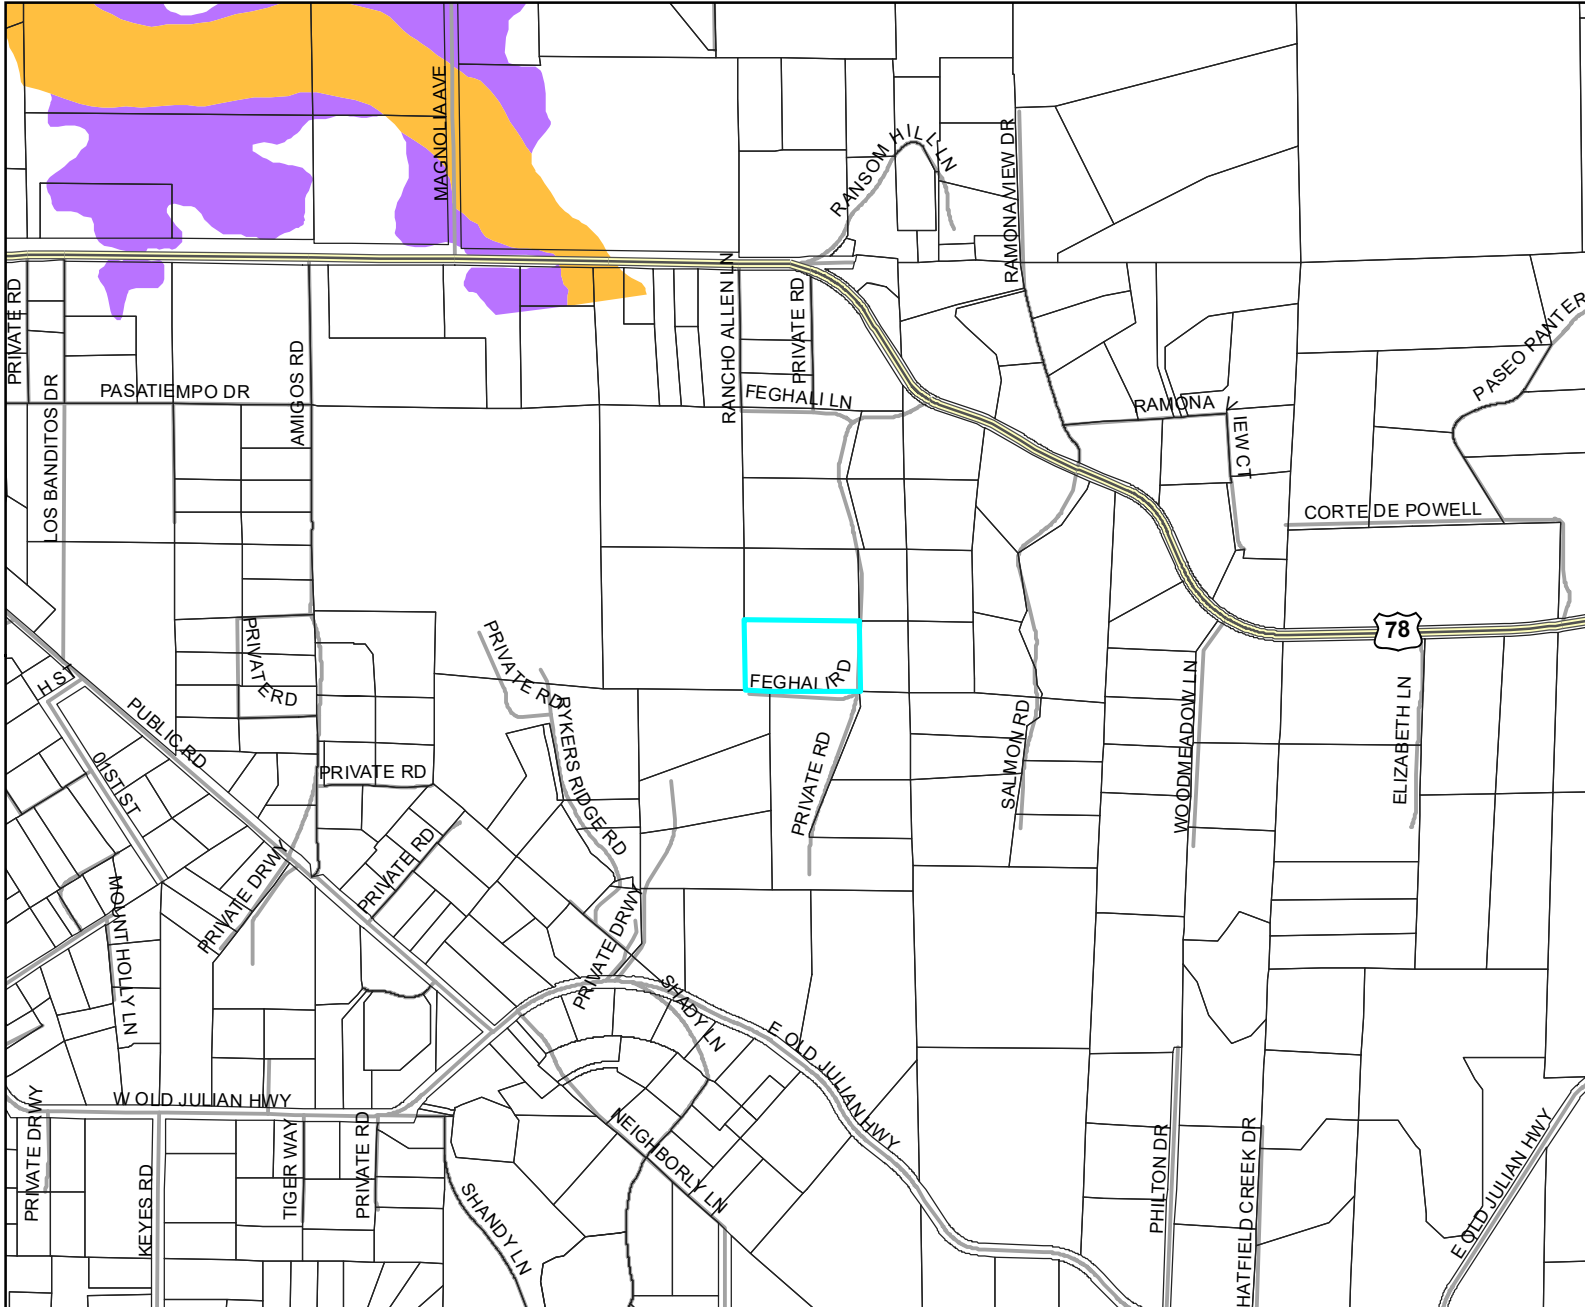 MAGNOLIA AVE
RANSOM HILL LN
RAMONA VIEW DR
PRIVATE RD
RANCHO ALLEN LN
PRIVATE RD
PASEO PANTER
LOS BANDITOS DR
PASATIEMPO DR
AMIGOS RD
FEGHALI LN
RAMONA VIEW CT
CORTE DE POWELL
78
PRIVATE RD
PRIVATE RD
FEGHALI RD
H ST
PUBLIC RD
01ST ST
PRIVATE RD
RYKERS RIDGE RD
PRIVATE RD
SALMON RD
WOODMEADOW LN
ELIZABETH LN
PRIVATE DRWY
PRIVATE RD
MOUNT HOLLY LN
PRIVATE DRWY
SHADY LN
E OLD JULIAN HWY
W OLD JULIAN HWY
PRIVATE DRWY
KEYES RD
TIGER WAY
PRIVATE RD
SHANDY LN
NEIGHBORLY LN
PHILTON DR
HATFIELD CREEK DR
E OLD JULIAN HWY